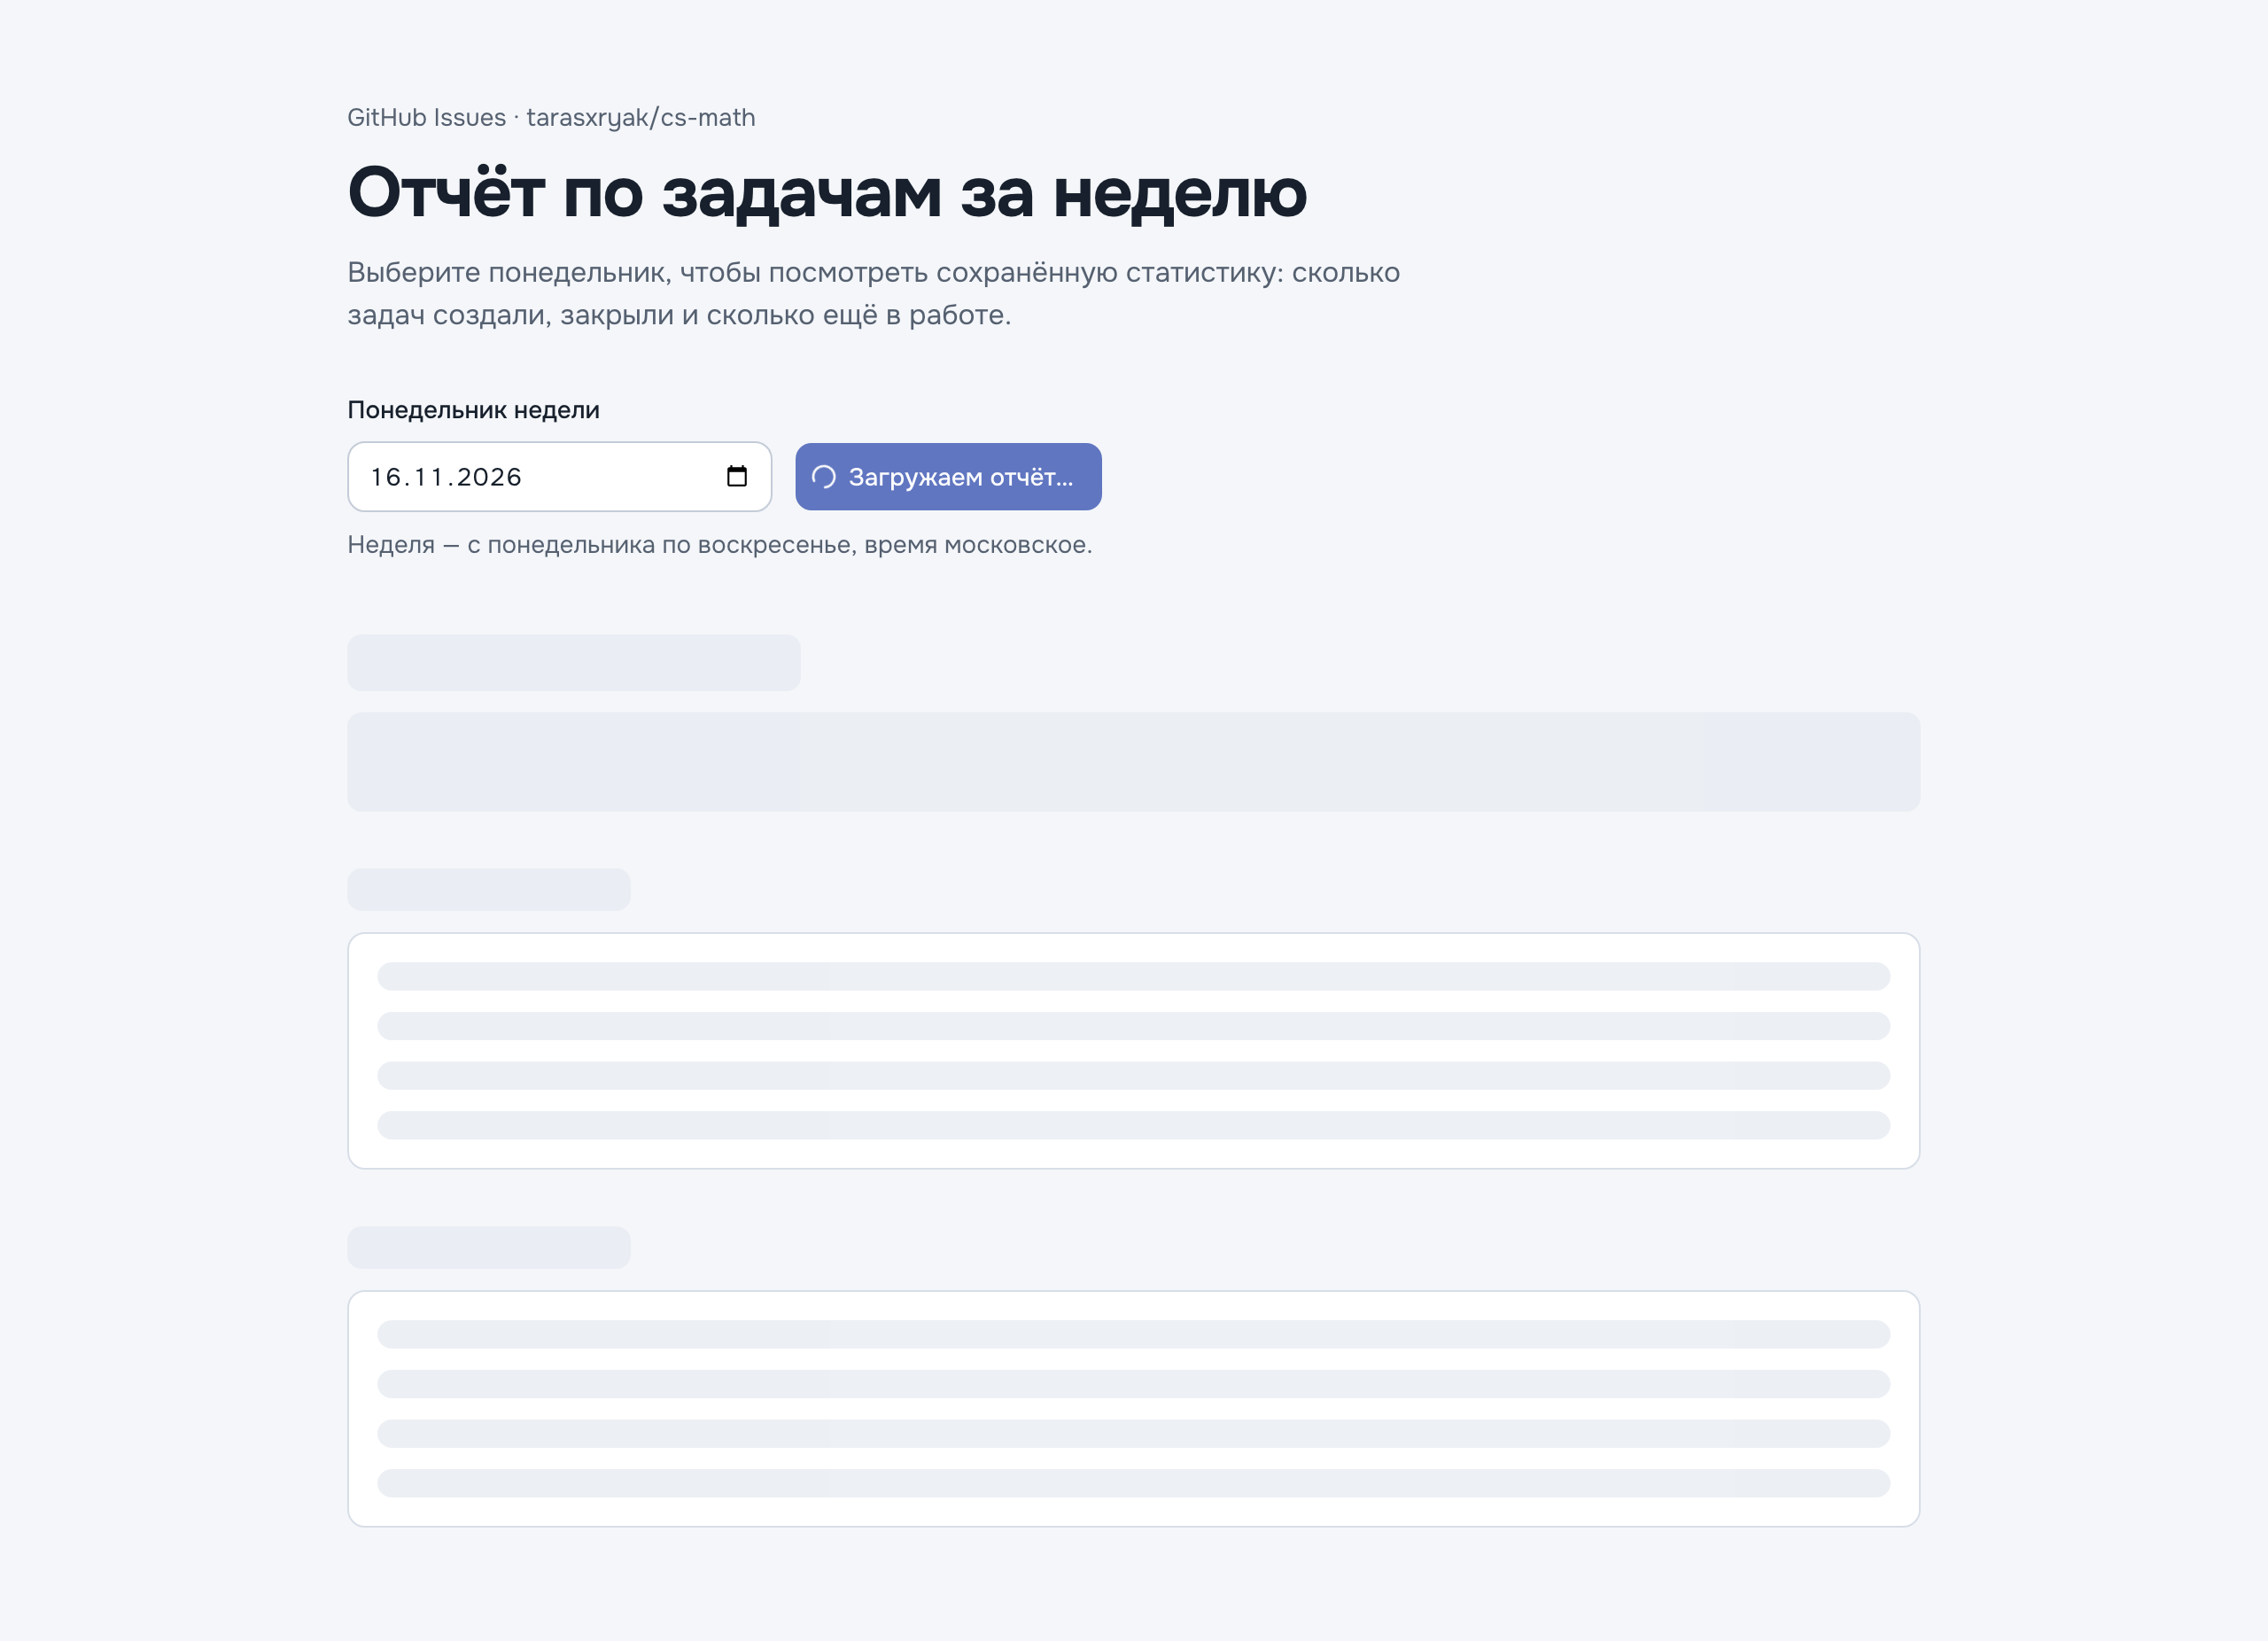 GitHub Issues · tarasxryak/cs-math
Отчёт по задачам за неделю
Выберите понедельник, чтобы посмотреть сохранённую статистику: сколько
задач создали, закрыли и сколько ещё в работе.
Понедельник недели
16.11.2026
Загружаем отчёт…
Неделя — с понедельника по воскресенье, время московское.